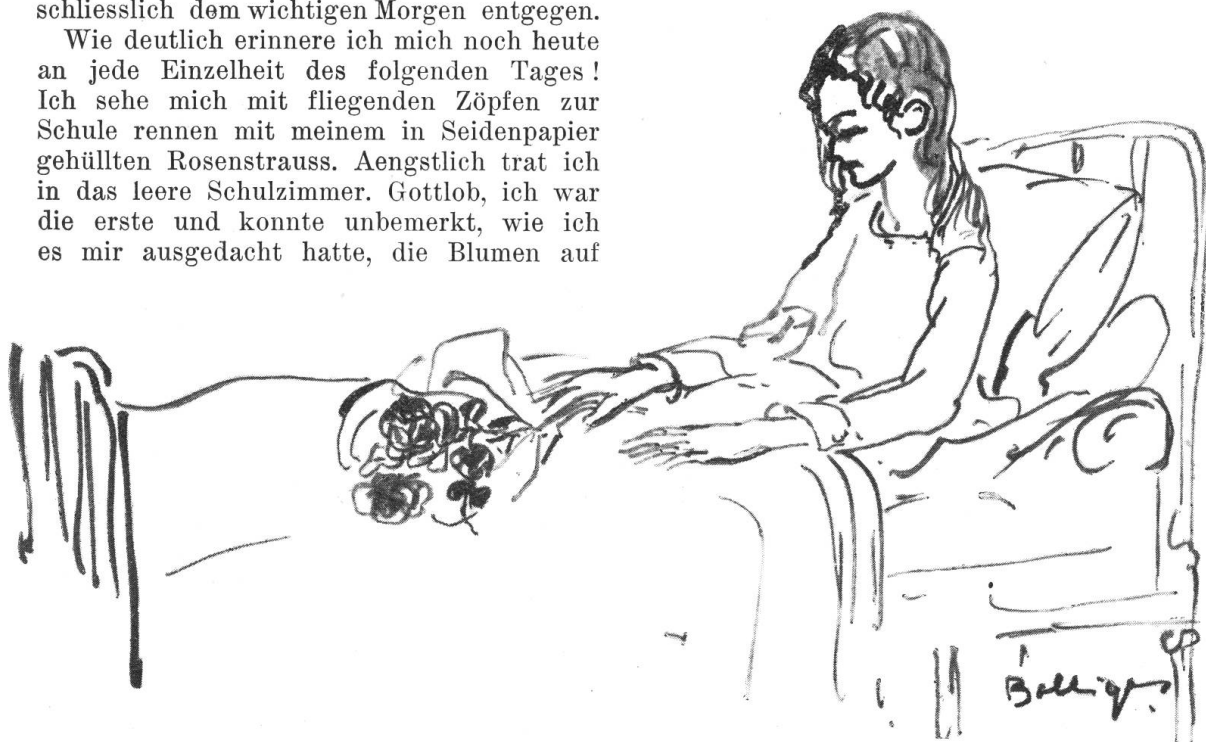 schliesslich dem wichtigen Morgen entgegen.
Wie deutlich erinnere ich mich noch heute
an jede Einzelheit des folgenden Tages !
Ich sehe mich mit fliegenden Zöpfen zur
Schule rennen mit meinem in Seidenpapier
gehüllten Rosenstrauss. Aengstlich trat ich
in das leere Schulzimmer. Gottlob, ich war
die erste und konnte unbemerkt, wie ich
es mir ausgedacht hatte, die Blumen auf
Bolliger